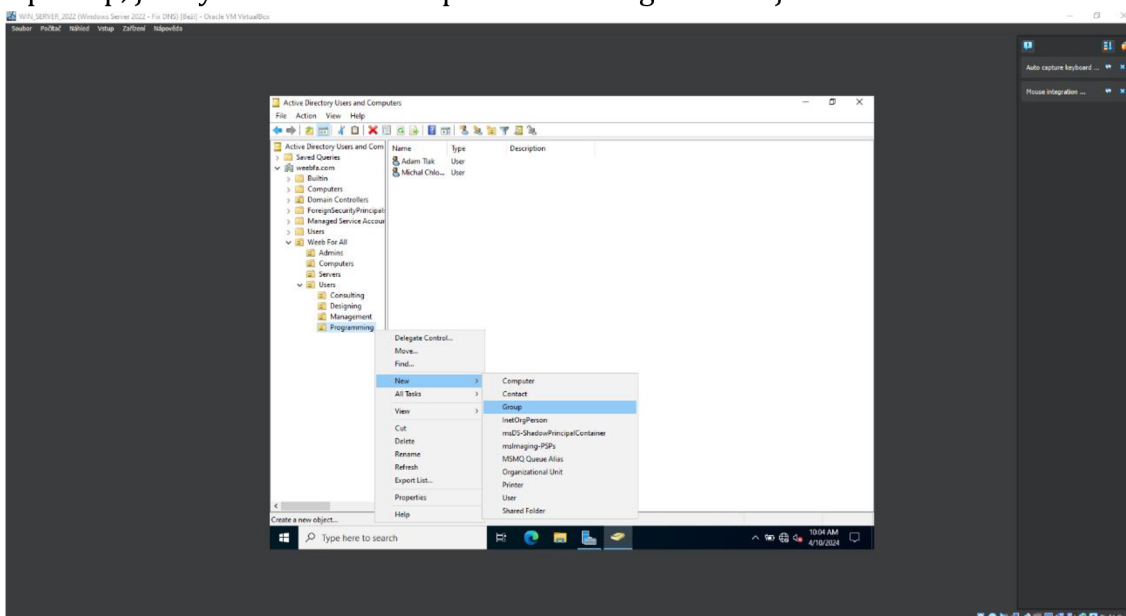 WIN_SERVER_2022 (Windows Server 2022 - Fix DNS) [Běží] - Oracle VM VirtualBox
Soubor Počítač Náhled Vstup Zařízení Nápověda
Auto capture keyboard ...
Mouse integration ...
Active Directory Users and Computers
File Action View Help
Active Directory Users and Com
Name Type Description
Saved Queries
Adam Tlak User
weebfa.com
Michal Chlo... User
Builtin
Computers
Domain Controllers
ForeignSecurityPrincipals
Managed Service Accour
Users
Weeb For All
Admins
Computers
Servers
Users
Consulting
Designing
Management
Programming
Delegate Control...
Move...
Find...
New
All Tasks
View
Cut
Delete
Rename
Refresh
Export List...
Properties
Help
Computer
Contact
Group
InetOrgPerson
msDS-ShadowPrincipalContainer
msImaging-PSPs
MSMQ Queue Alias
Organizational Unit
Printer
User
Shared Folder
Create a new object...
Type here to search
10:04 AM
4/10/2024